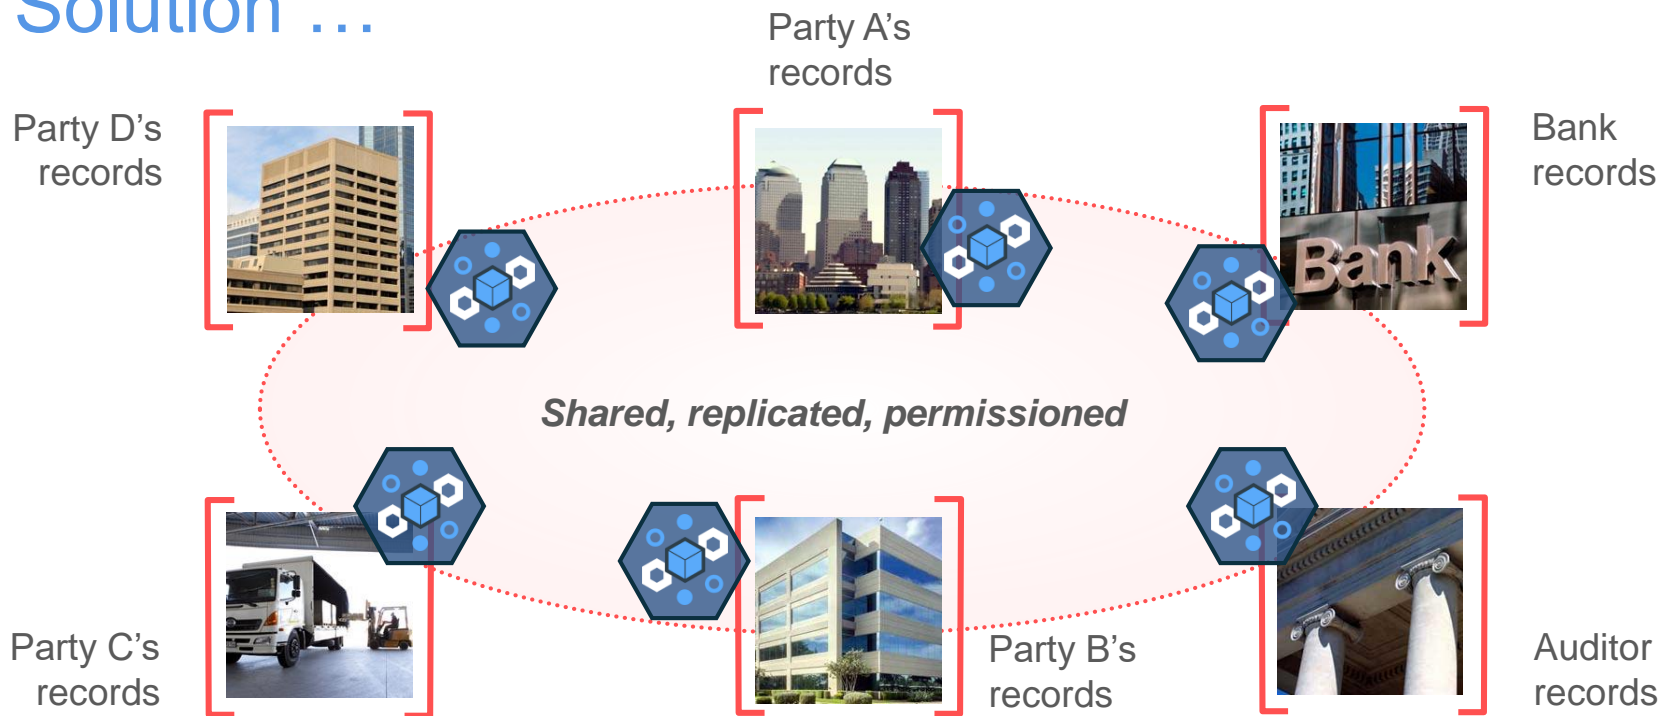 Solution …
Party A’s
records
Party D’s
records
Bank
records
Bank
Shared, replicated, permissioned
Party C’s
records
Party B’s
records
Auditor
records